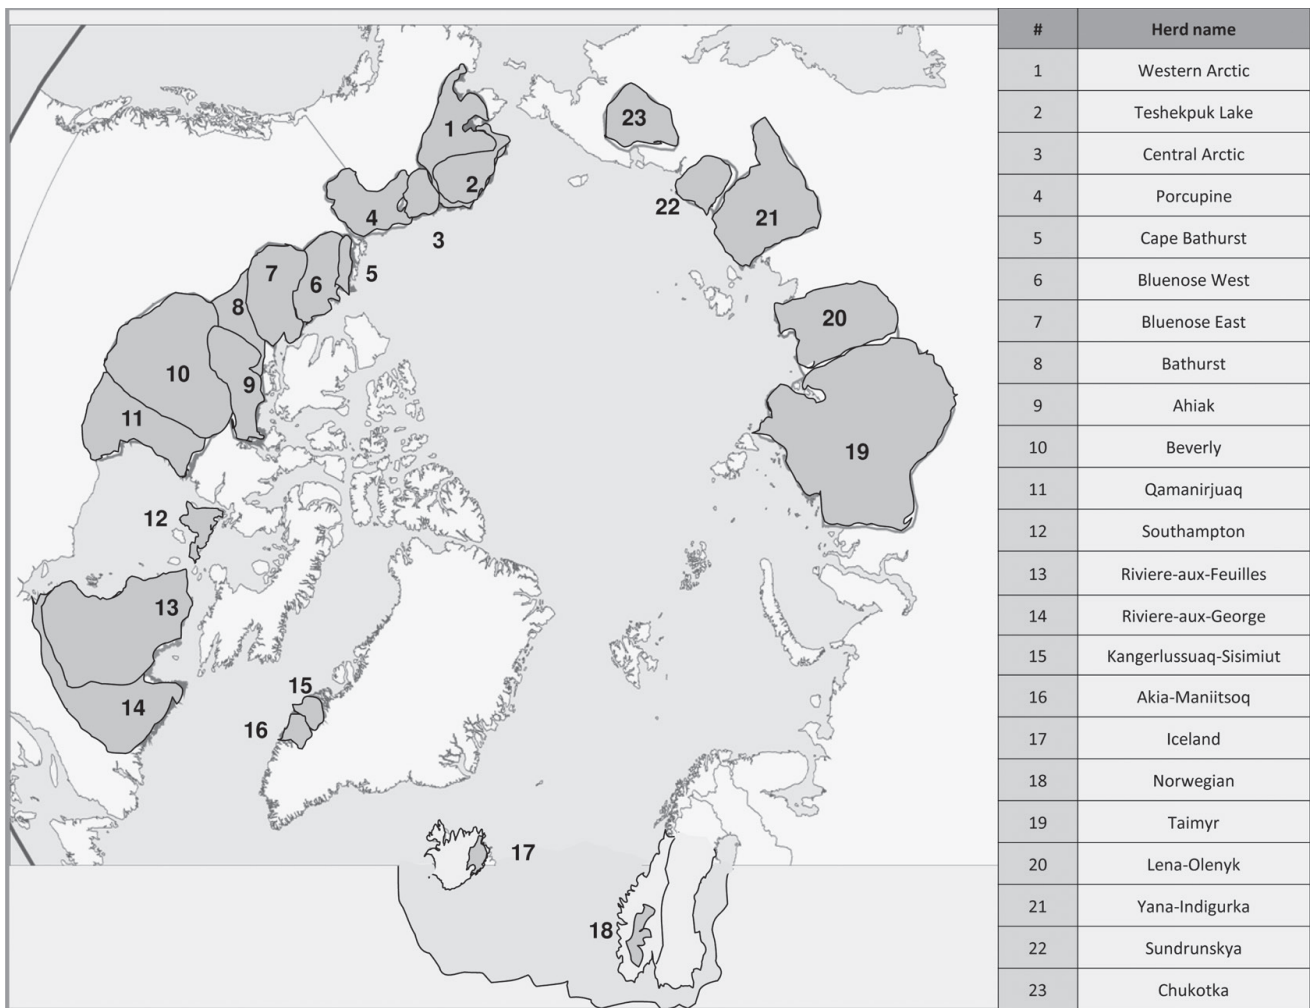 # Herd name
1 Western Arctic
2 Teshekpuk Lake
3 Central Arctic
4 Porcupine
5 Cape Bathurst
6 Bluenose West
7 Bluenose East
8 Bathurst
9 Ahiak
10 Beverly
11 Qamanirjuaq
12 Southampton
13 Riviere-aux-Feuilles
14 Riviere-aux-George
15 Kangerlussuaq-Sisimiut
16 Akia-Maniitsoq
17 Iceland
18 Norwegian
19 Taimyr
20 Lena-Olenyk
21 Yana-Indigurka
22 Sundrunskya
23 Chukotka
23
1
2
22
21
4
3
7
5
6
8
20
10
9
11
19
12
13
15
14
16
17
18